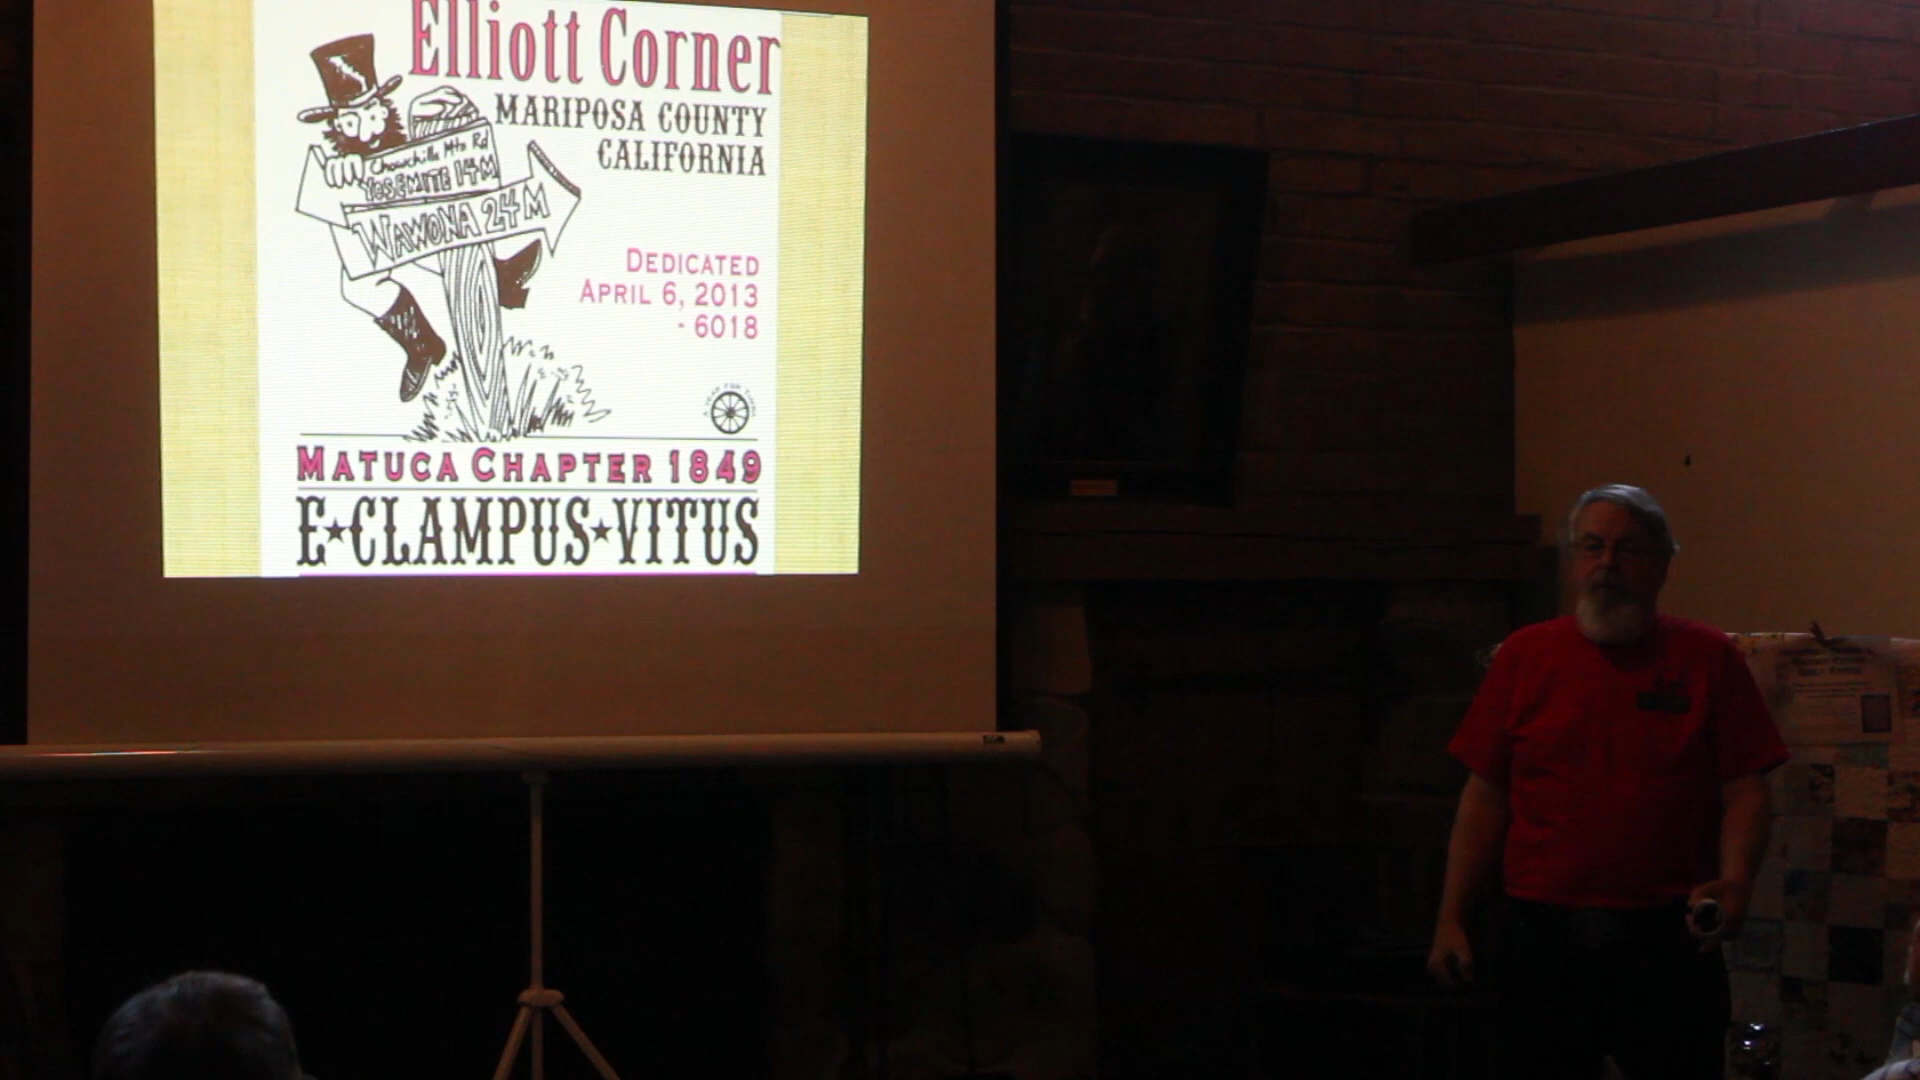 Elliott Corner
MARIPOSA COUNTY
CALIFORNIA
Chowchilla Mtn Rd
YOSEMITE 14M
WAWONA 24M
DEDICATED
APRIL 6, 2013
- 6018
MATUCA CHAPTER 1849
E★CLAMPUS★VITUS